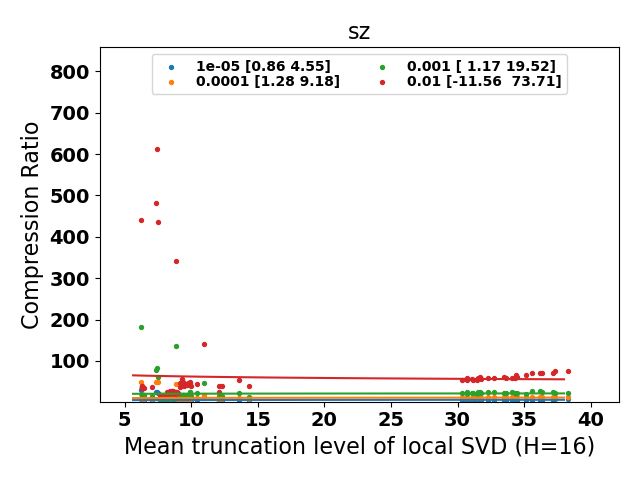 sz
1e-05 [0.86 4.55]
0.0001 [1.28 9.18]
0.001 [ 1.17 19.52]
0.01 [-11.56  73.71]
Compression Ratio
800
700
600
500
400
300
200
100
5 10 15 20 25 30 35 40
Mean truncation level of local SVD (H=16)